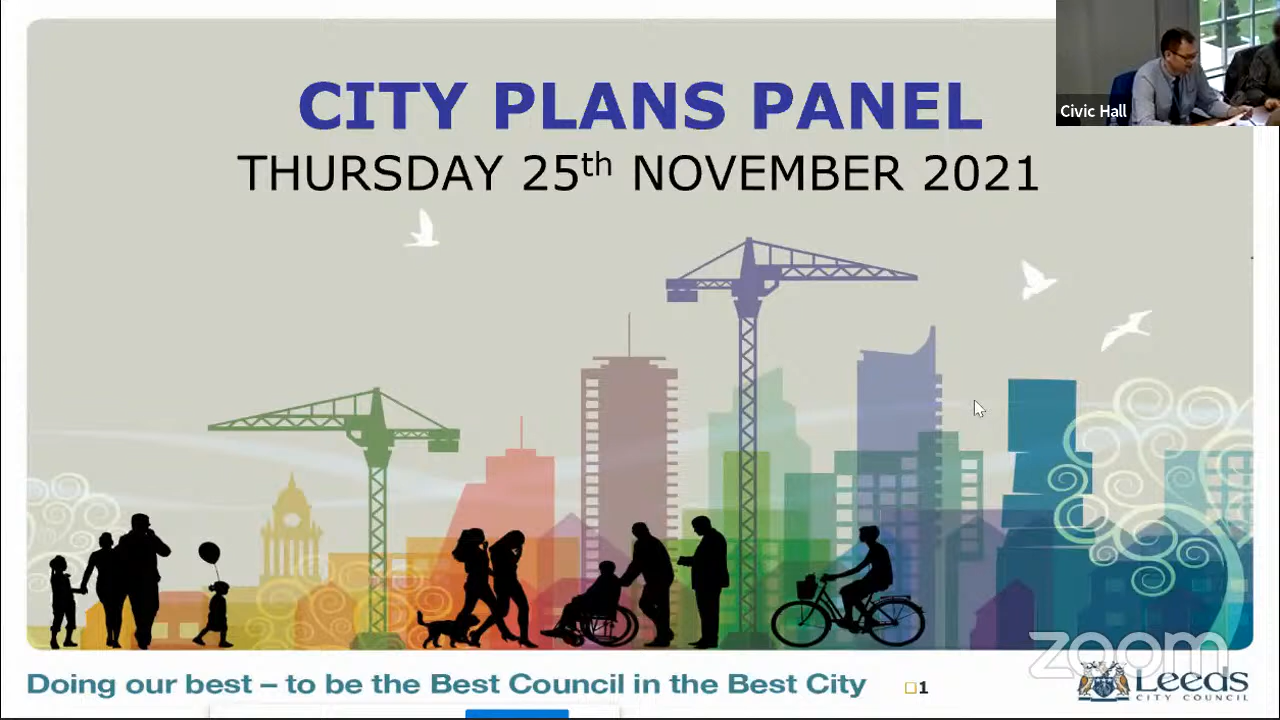 CITY PLANS PANEL
THURSDAY 25th NOVEMBER 2021
Civic Hall
zoom
Doing our best – to be the Best Council in the Best City
1
Leeds
CITY COUNCIL